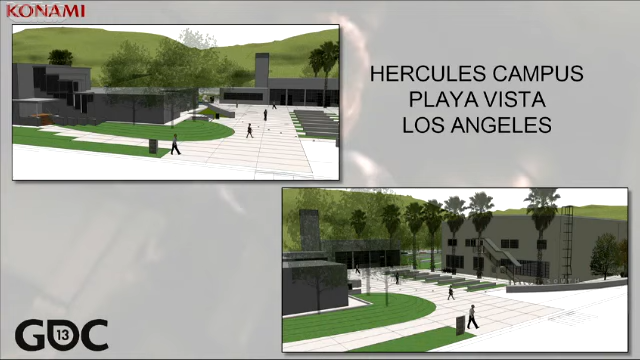 KONAMI
HERCULES CAMPUS
PLAYA VISTA
LOS ANGELES
GDC
13